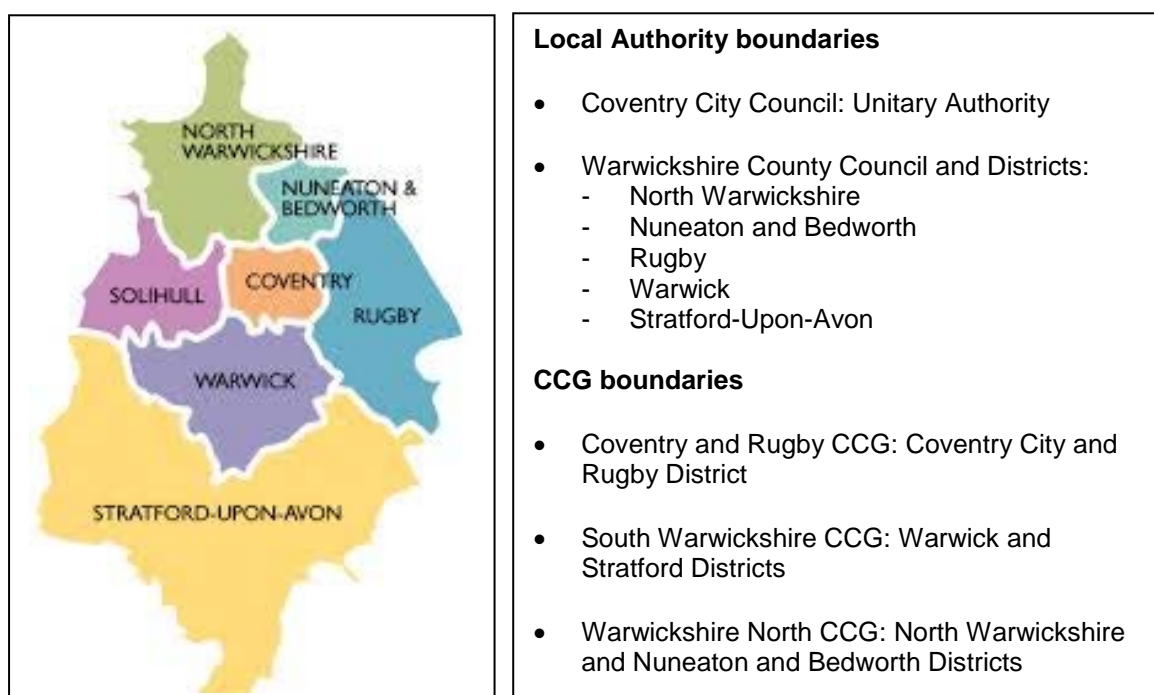 NORTH
WARWICKSHIRE
NUNEATON &
BEDWORTH
SOLIHULL
COVENTRY
RUGBY
WARWICK
STRATFORD-UPON-AVON
Local Authority boundaries
• Coventry City Council: Unitary Authority
• Warwickshire County Council and Districts:
- North Warwickshire
- Nuneaton and Bedworth
- Rugby
- Warwick
- Stratford-Upon-Avon
CCG boundaries
• Coventry and Rugby CCG: Coventry City and
Rugby District
• South Warwickshire CCG: Warwick and
Stratford Districts
• Warwickshire North CCG: North Warwickshire
and Nuneaton and Bedworth Districts